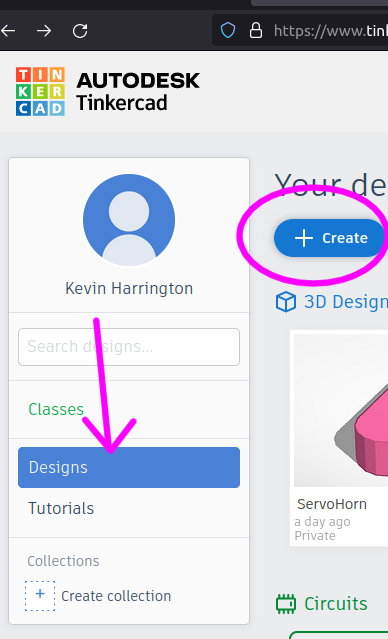 https://www.tin
TIN
KER
CAD
AUTODESK
Tinkercad
Kevin Harrington
Search designs...
Classes
Designs
Tutorials
Collections
+ Create collection
Your de
+ Create
3D Design
ServoHorn
a day ago
Private
Circuits